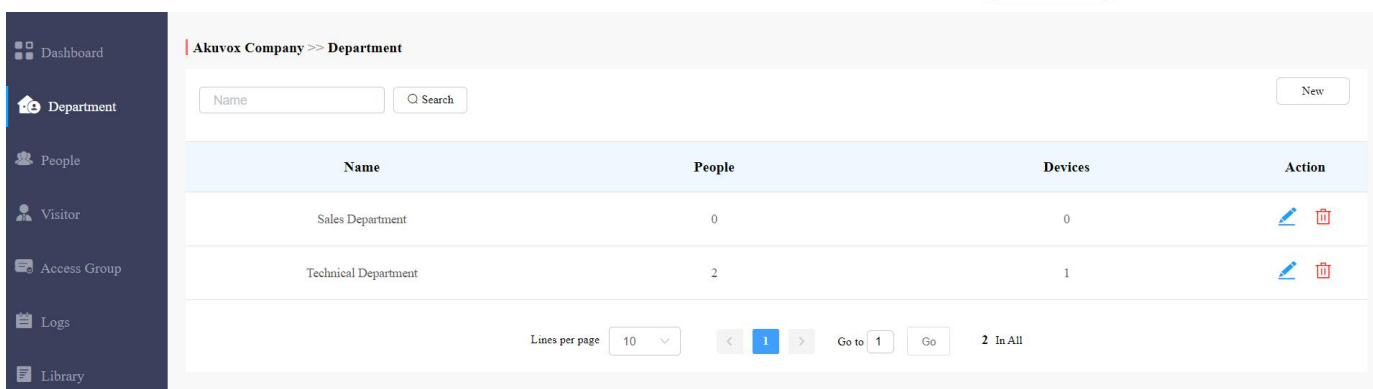 Dashboard
Department
People
Visitor
Access Group
Logs
Library
Akuvox Company >> Department
Name Search New
Name People Devices Action
Sales Department 0 0
Technical Department 2 1
Lines per page 10 < 1 > Go to 1 Go 2 In All